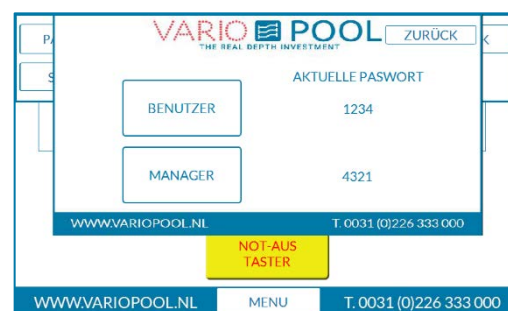 VARIO POOL
THE REAL DEPTH INVESTMENT
ZURÜCK
AKTUELLE PASWORT
BENUTZER
1234
MANAGER
4321
WWW.VARIOPOOL.NL
T. 0031 (0)226 333 000
NOT-AUS
TASTER
WWW.VARIOPOOL.NL
MENU
T. 0031 (0)226 333 000